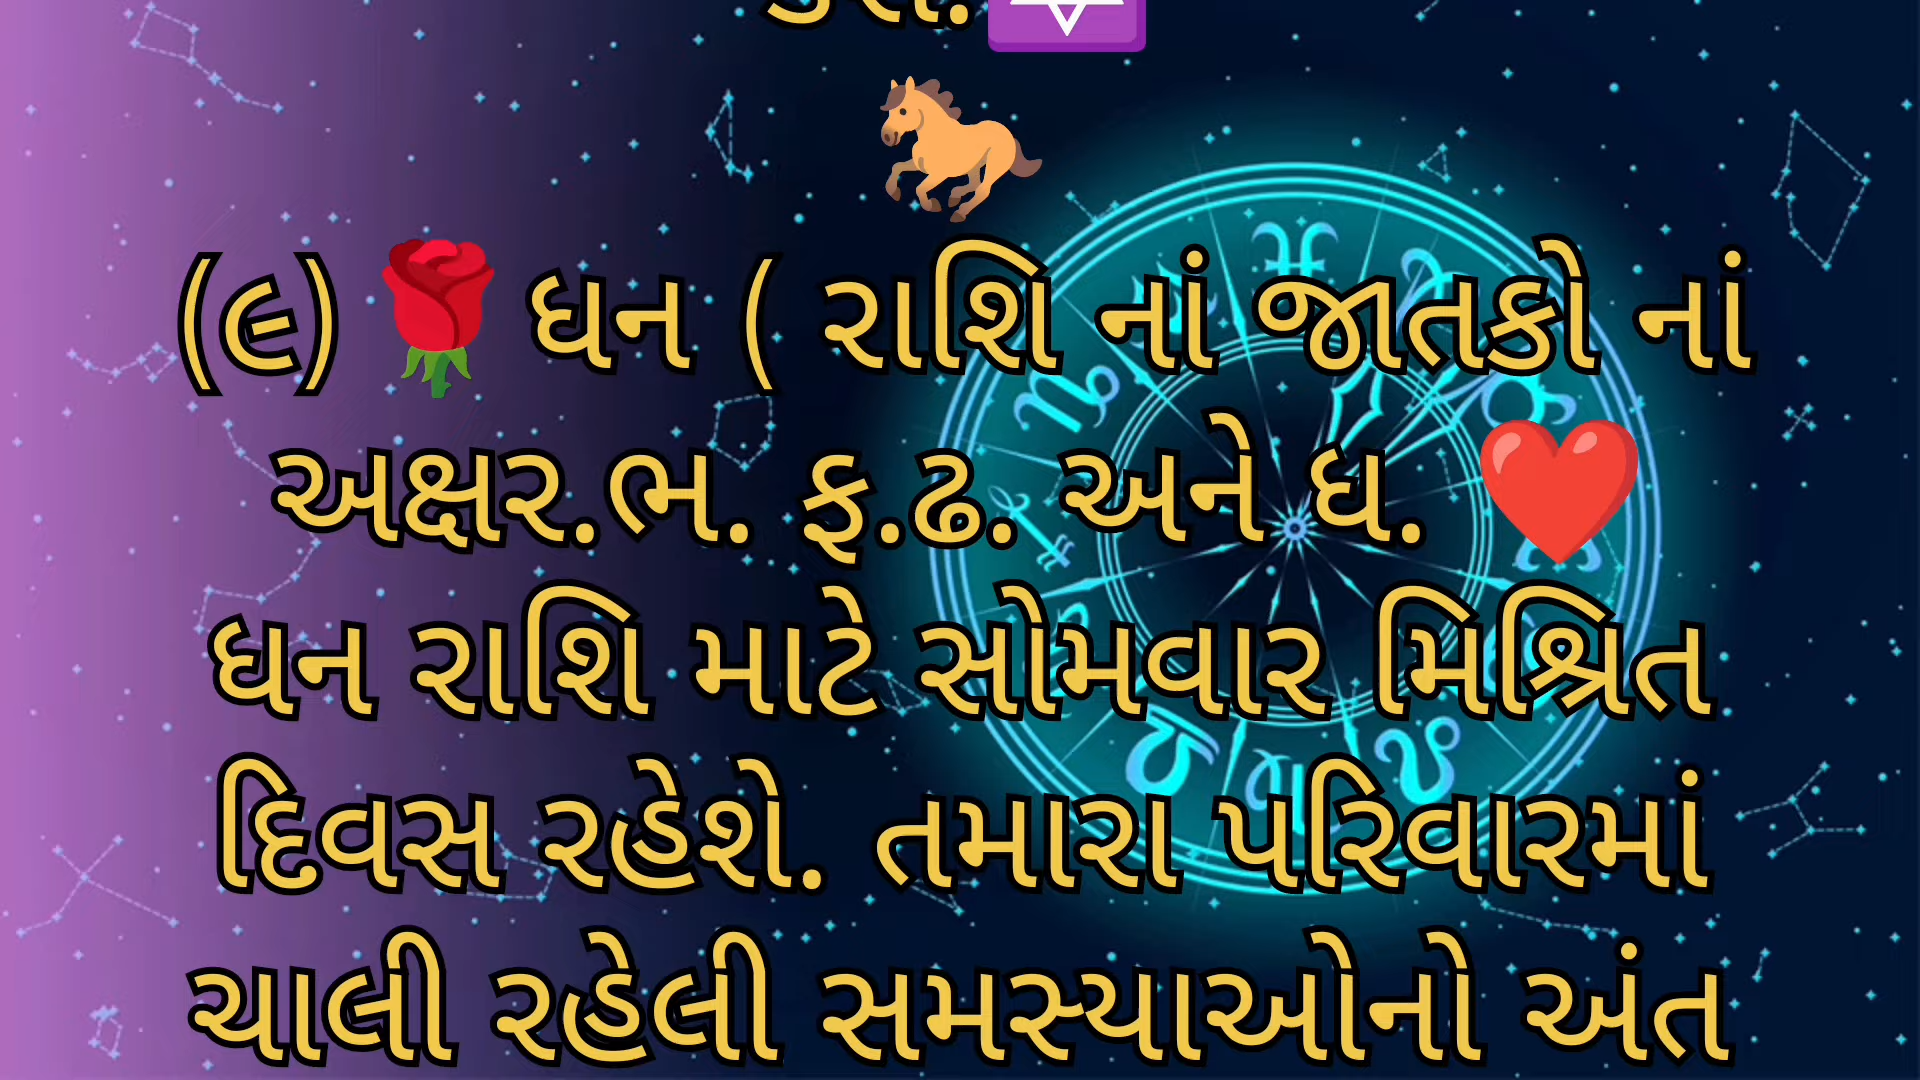 (૯)🌹ધન ( રાશિ નાં જાતકો નાં
અક્ષર.ભ. ફ.ઢ. અને ધ. ❤️
ધન રાશિ માટે સોમવાર મિશ્રિત
દિવસ રહેશે. તમારા પરિવારમાં
ચાલી રહેલી સમસ્યાઓનો અંત